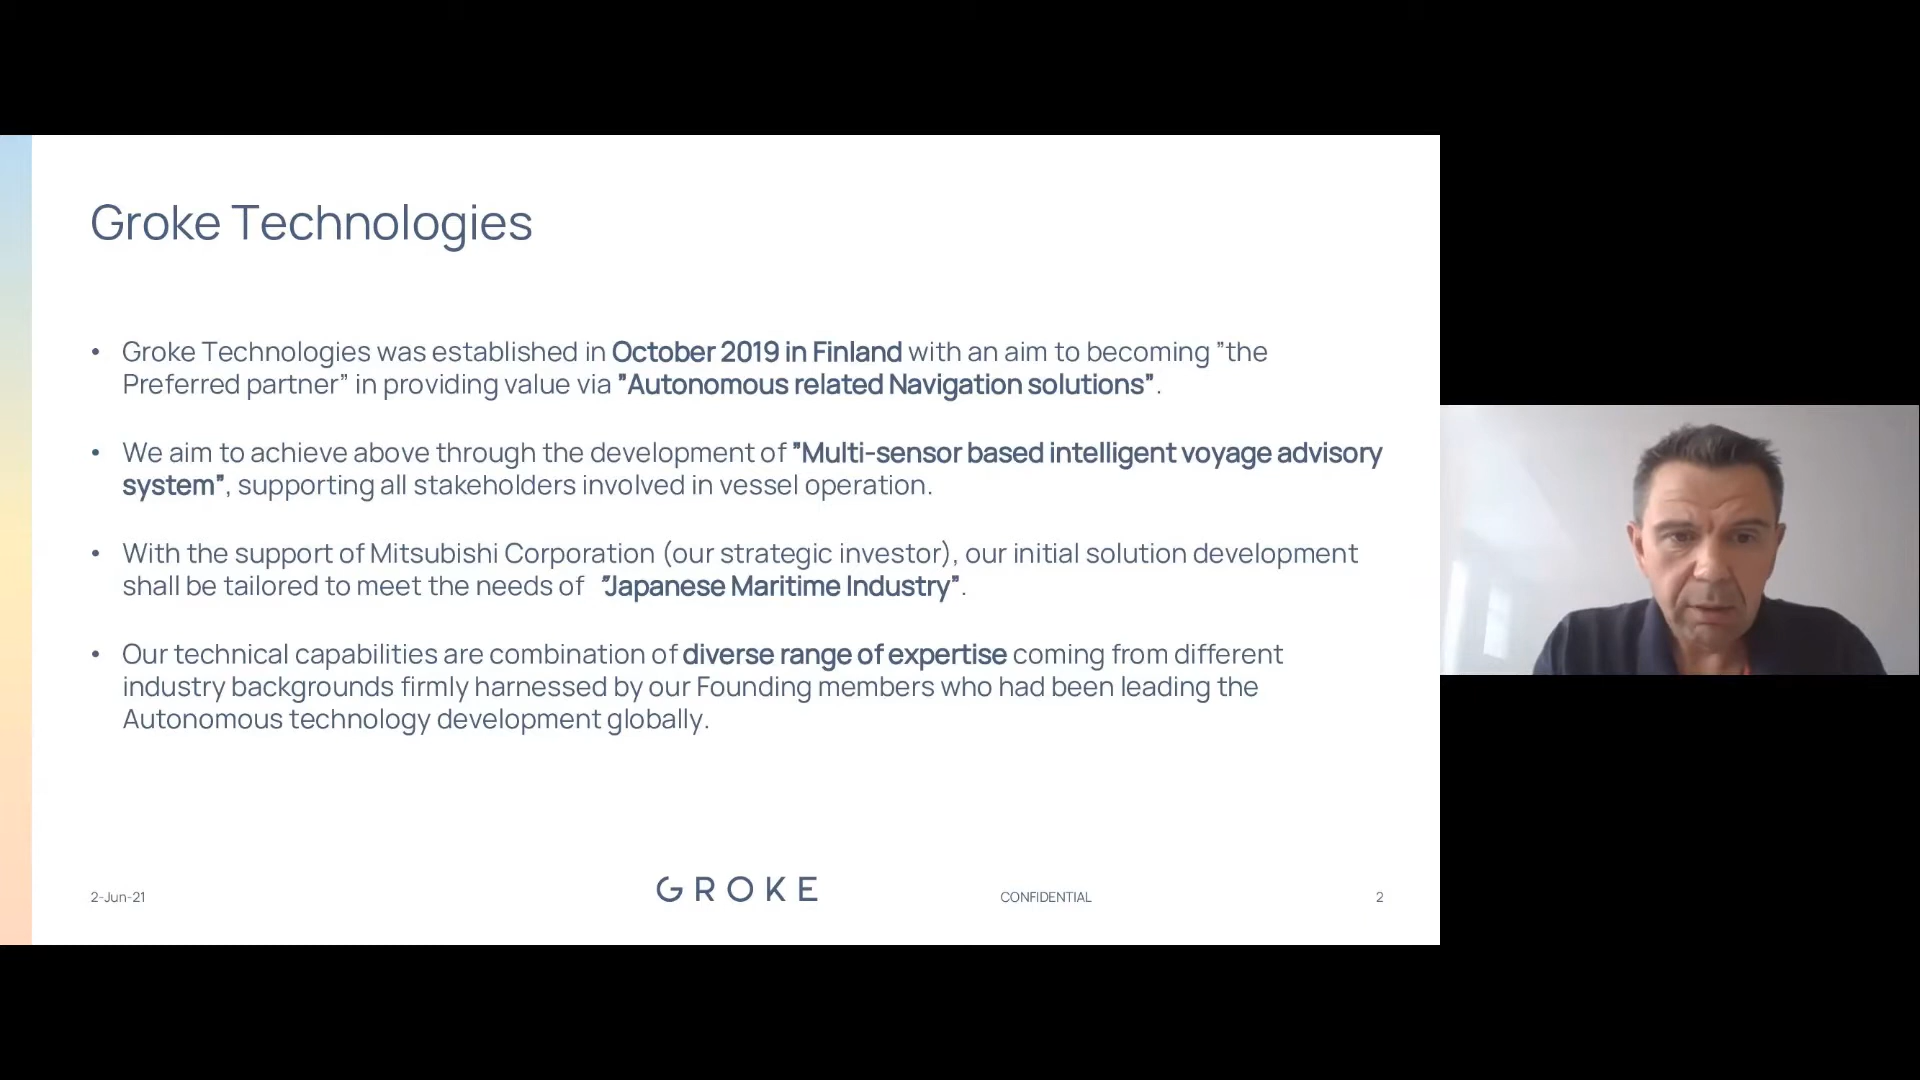 Groke Technologies
• Groke Technologies was established in October 2019 in Finland with an aim to becoming ”the
Preferred partner” in providing value via ”Autonomous related Navigation solutions”.
• We aim to achieve above through the development of ”Multi-sensor based intelligent voyage advisory
system”, supporting all stakeholders involved in vessel operation.
• With the support of Mitsubishi Corporation (our strategic investor), our initial solution development
shall be tailored to meet the needs of ”Japanese Maritime Industry”.
• Our technical capabilities are combination of diverse range of expertise coming from different
industry backgrounds firmly harnessed by our Founding members who had been leading the
Autonomous technology development globally.
2-Jun-21
GROKE
CONFIDENTIAL
2